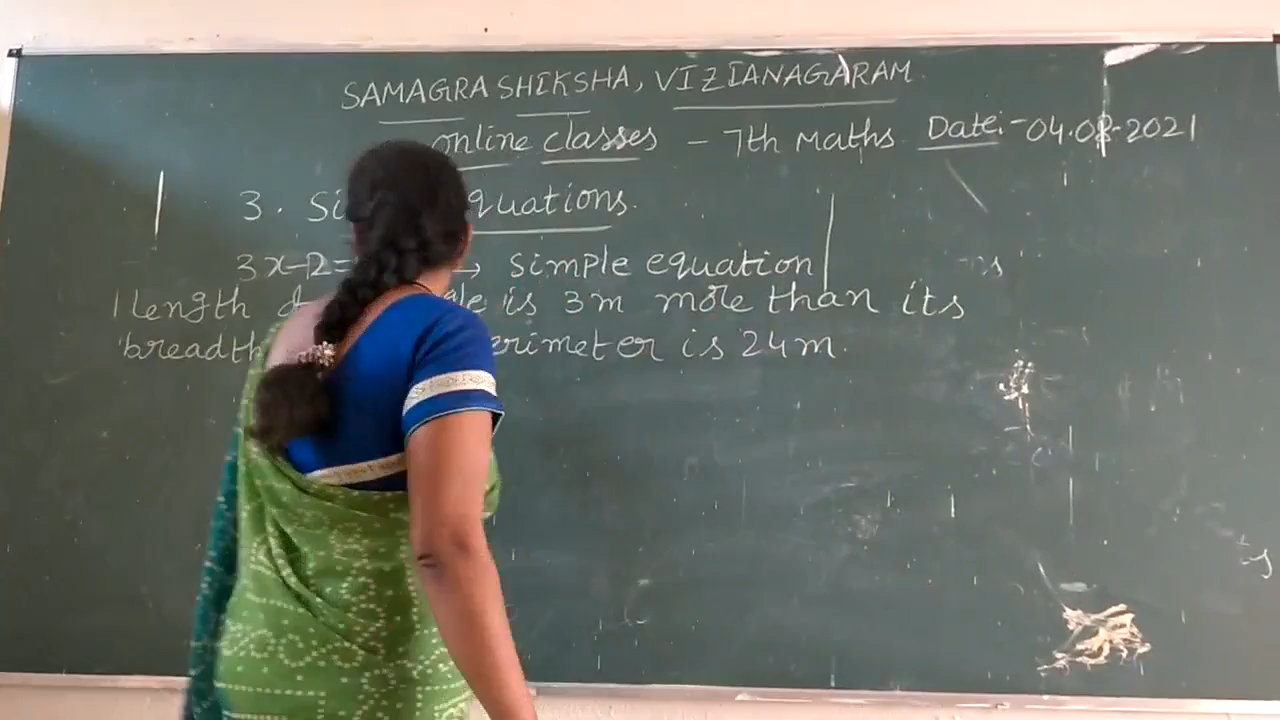 SAMAGRA SHIKSHA, VIZIANAGARAM
online classes - 7th Maths Date:- 04.08-2021
3. Si quations.
3x-12= → simple equation
1 length is 3m more than its
breadth erimeter is 24m.